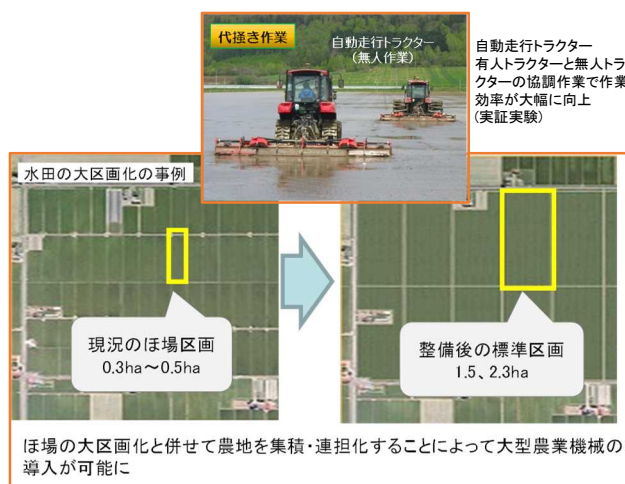 代掻き作業
自動走行トラクター
(無人作業)
自動走行トラクター
有人トラクターと無人トラ
クターの協調作業で作業
効率が大幅に向上
(実証実験)
水田の大区画化の事例
現況のほ場区画
0.3ha～0.5ha
整備後の標準区画
1.5、2.3ha
ほ場の大区画化と併せて農地を集積・連担化することによって大型農業機械の
導入が可能に